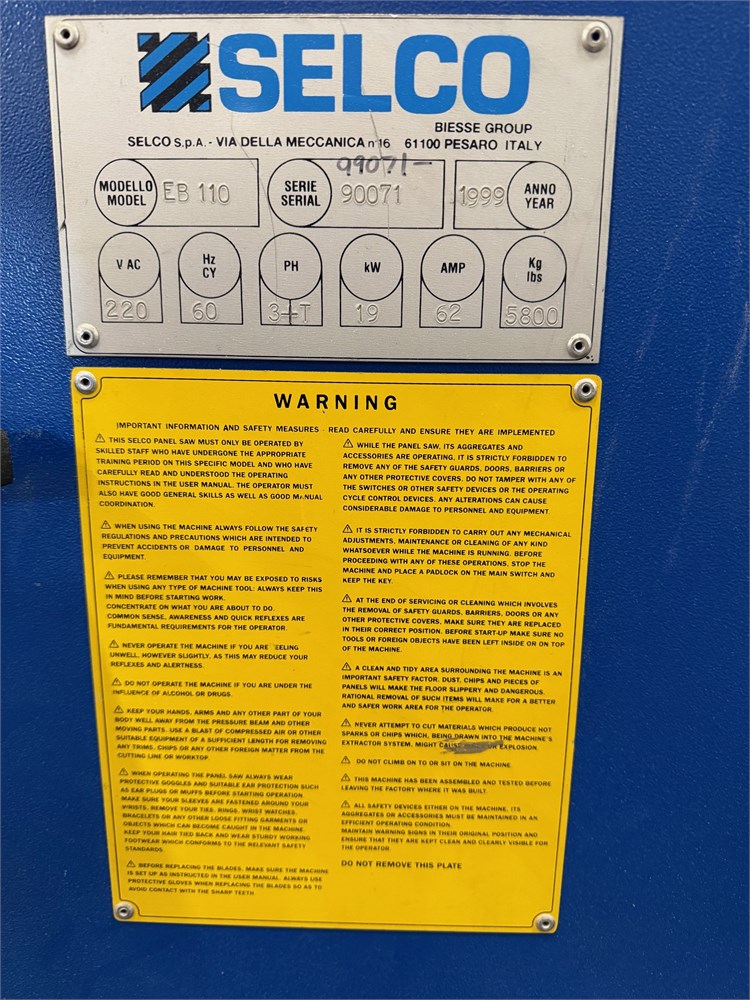 SELCO
BIESSE GROUP
SELCO S.p.A. - VIA DELLA MECCANICA n°16 61100 PESARO ITALY
99071-
MODELLO
MODEL
EB 110
SERIE
SERIAL
90071
1999
ANNO
YEAR
V AC
Hz
CY
PH
kW
AMP
Kg
lbs
220
60
3+T
19
62
5800
WARNING
IMPORTANT INFORMATION AND SAFETY MEASURES - READ CAREFULLY AND ENSURE THEY ARE IMPLEMENTED
⚠ THIS SELCO PANEL SAW MUST ONLY BE OPERATED BY
SKILLED STAFF WHO HAVE UNDERGONE THE APPROPRIATE
TRAINING PERIOD ON THIS SPECIFIC MODEL AND WHO HAVE
CAREFULLY READ AND UNDERSTOOD THE OPERATING
INSTRUCTIONS IN THE USER MANUAL. THE OPERATOR MUST
ALSO HAVE GOOD GENERAL SKILLS AS WELL AS GOOD MANUAL
COORDINATION.
⚠ WHEN USING THE MACHINE ALWAYS FOLLOW THE SAFETY
REGULATIONS AND PRECAUTIONS WHICH ARE INTENDED TO
PREVENT ACCIDENTS OR DAMAGE TO PERSONNEL AND
EQUIPMENT.
⚠ PLEASE REMEMBER THAT YOU MAY BE EXPOSED TO RISKS
WHEN USING ANY TYPE OF MACHINE TOOL: ALWAYS KEEP THIS
IN MIND BEFORE STARTING WORK.
CONCENTRATE ON WHAT YOU ARE ABOUT TO DO.
COMMON SENSE, AWARENESS AND QUICK REFLEXES ARE
FUNDAMENTAL REQUIREMENTS FOR THE OPERATOR.
⚠ NEVER OPERATE THE MACHINE IF YOU ARE FEELING
UNWELL, HOWEVER SLIGHTLY, AS THIS MAY REDUCE YOUR
REFLEXES AND ALERTNESS.
⚠ DO NOT OPERATE THE MACHINE IF YOU ARE UNDER THE
INFLUENCE OF ALCOHOL OR DRUGS.
⚠ KEEP YOUR HANDS, ARMS AND ANY OTHER PART OF YOUR
BODY WELL AWAY FROM THE PRESSURE BEAM AND OTHER
MOVING PARTS. USE A BLAST OF COMPRESSED AIR OR OTHER
SUITABLE EQUIPMENT OF A SUFFICIENT LENGTH FOR REMOVING
ANY TRIMS, CHIPS OR ANY OTHER FOREIGN MATTER FROM THE
CUTTING LINE OR WORKTOP.
⚠ WHEN OPERATING THE PANEL SAW ALWAYS WEAR
PROTECTIVE GOGGLES AND SUITABLE EAR PROTECTION SUCH
AS EAR PLUGS OR MUFFS BEFORE STARTING OPERATION.
MAKE SURE YOUR SLEEVES ARE FASTENED AROUND YOUR
WRISTS, REMOVE YOUR TIES, RINGS, WRIST WATCHES,
BRACELETS OR ANY OTHER LOOSE FITTING GARMENTS OR
OBJECTS WHICH CAN BECOME CAUGHT IN THE MACHINE.
KEEP YOUR HAIR TIED BACK AND WEAR STURDY WORKING
FOOTWEAR WHICH CONFORMS TO THE RELEVANT SAFETY
STANDARDS.
⚠ BEFORE REPLACING THE BLADES, MAKE SURE THE MACHINE
IS SET UP AS INSTRUCTED IN THE USER MANUAL. ALWAYS USE
PROTECTIVE GLOVES WHEN REPLACING THE BLADES SO AS TO
AVOID CONTACT WITH THE SHARP TEETH.
⚠ WHILE THE PANEL SAW, ITS AGGREGATES AND
ACCESSORIES ARE OPERATING, IT IS STRICTLY FORBIDDEN TO
REMOVE ANY OF THE SAFETY GUARDS, DOORS, BARRIERS OR
ANY OTHER PROTECTIVE COVERS. DO NOT TAMPER WITH ANY OF
THE SWITCHES OR OTHER SAFETY DEVICES OR THE OPERATING
CYCLE CONTROL DEVICES. ANY ALTERATIONS CAN CAUSE
CONSIDERABLE DAMAGE TO PERSONNEL AND EQUIPMENT.
⚠ IT IS STRICTLY FORBIDDEN TO CARRY OUT ANY MECHANICAL
ADJUSTMENTS, MAINTENANCE OR CLEANING OF ANY KIND
WHATSOEVER WHILE THE MACHINE IS RUNNING. BEFORE
PROCEEDING WITH ANY OF THESE OPERATIONS, STOP THE
MACHINE AND PLACE A PADLOCK ON THE MAIN SWITCH AND
KEEP THE KEY.
⚠ AT THE END OF SERVICING OR CLEANING WHICH INVOLVES
THE REMOVAL OF SAFETY GUARDS, BARRIERS, DOORS OR ANY
OTHER PROTECTIVE COVERS, MAKE SURE THEY ARE REPLACED
IN THEIR CORRECT POSITION. BEFORE START-UP MAKE SURE NO
TOOLS OR FOREIGN OBJECTS HAVE BEEN LEFT INSIDE OR ON TOP
OF THE MACHINE.
⚠ A CLEAN AND TIDY AREA SURROUNDING THE MACHINE IS AN
IMPORTANT SAFETY FACTOR. DUST, CHIPS AND PIECES OF
PANELS WILL MAKE THE FLOOR SLIPPERY AND DANGEROUS.
RATIONAL REMOVAL OF SUCH ITEMS WILL MAKE FOR A BETTER
AND SAFER WORK AREA FOR THE OPERATOR.
⚠ NEVER ATTEMPT TO CUT MATERIALS WHICH PRODUCE HOT
SPARKS OR CHIPS WHICH, BEING DRAWN INTO THE MACHINE'S
EXTRACTOR SYSTEM, MIGHT CAUSE EXPLOSION.
⚠ DO NOT CLIMB ON TO OR SIT ON THE MACHINE
⚠ THIS MACHINE HAS BEEN ASSEMBLED AND TESTED BEFORE
LEAVING THE FACTORY WHERE IT WAS BUILT.
⚠ ALL SAFETY DEVICES EITHER ON THE MACHINE, ITS
AGGREGATES OR ACCESSORIES MUST BE MAINTAINED IN AN
EFFICIENT OPERATING CONDITION.
MAINTAIN WARNING SIGNS IN THEIR ORIGINAL POSITION AND
ENSURE THAT THEY ARE KEPT CLEAN AND CLEARLY VISIBLE FOR
THE OPERATOR
DO NOT REMOVE THIS PLATE